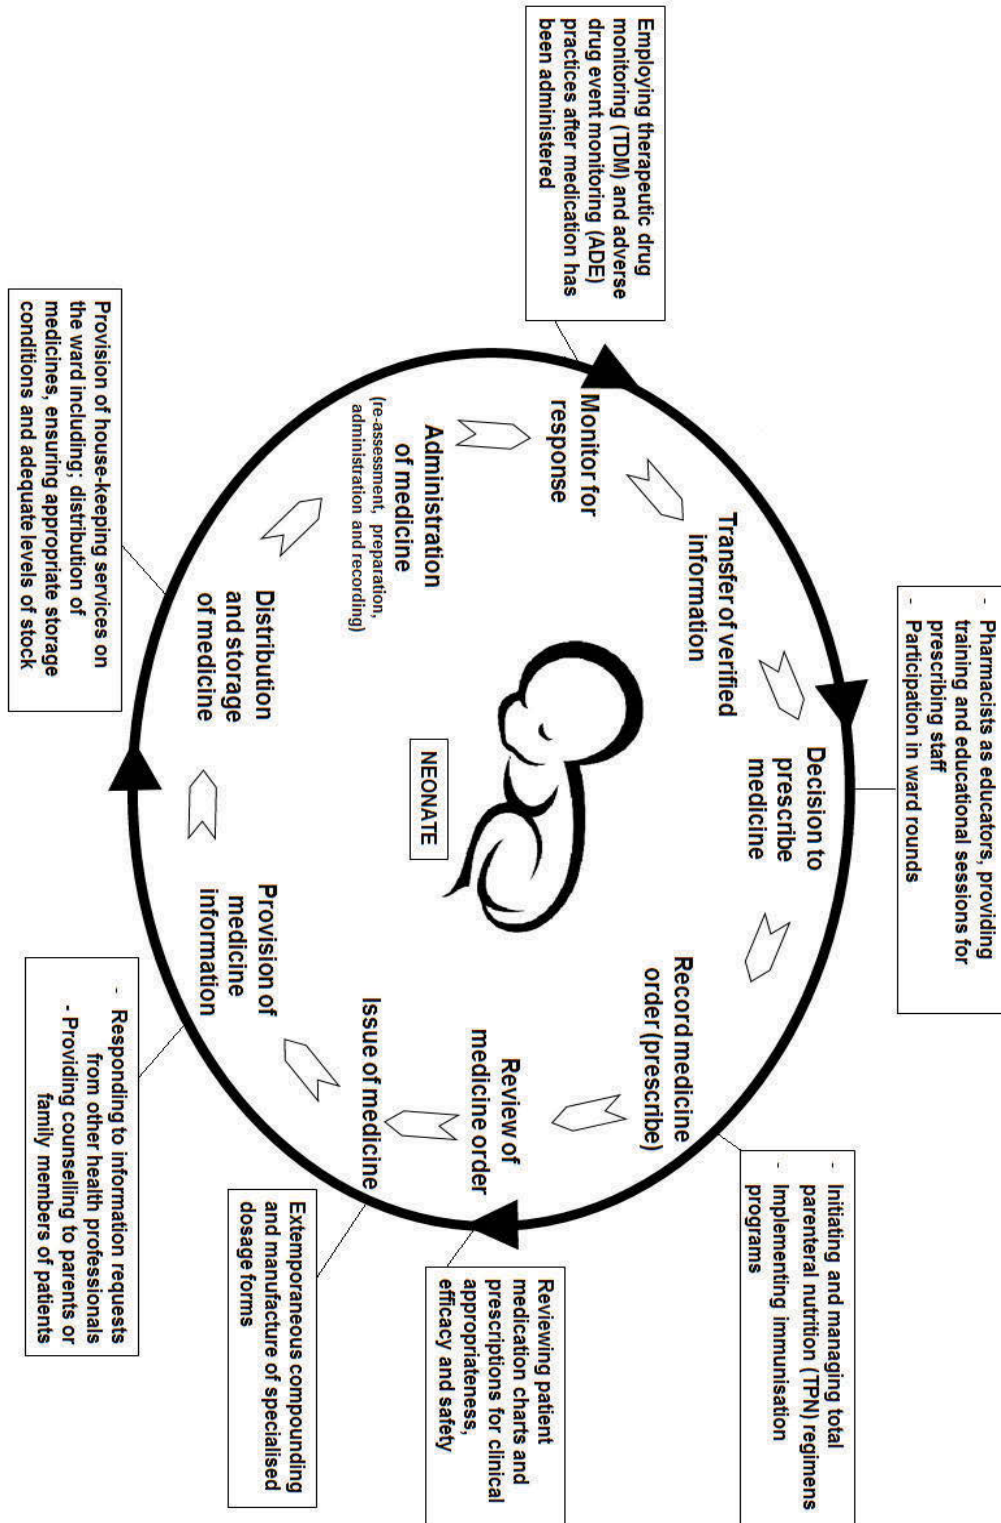 - Pharmacists as educators, providing
training and educational sessions for
prescribing staff
- Participation in ward rounds
- Initiating and managing total
parenteral nutrition (TPN) regimens
- Implementing immunisation
programs
Reviewing patient
medication charts and
prescriptions for clinical
appropriateness,
efficacy and safety
Extemporaneous compounding
and manufacture of specialised
dosage forms
- Responding to information requests
from other health professionals
- Providing counselling to parents or
family members of patients
Provision of house-keeping services on
the ward including; distribution of
medicines, ensuring appropriate storage
conditions and adequate levels of stock
Employing therapeutic drug
monitoring (TDM) and adverse
drug event monitoring (ADE)
practices after medication has
been administered
Decision to
prescribe
medicine
Record medicine
order (prescribe)
Review of
medicine order
Issue of medicine
Provision of
medicine
information
Distribution
and storage
of medicine
Administration
of medicine
(re-assessment, preparation,
administration and recording)
Monitor for
response
Transfer of verified
information
NEONATE